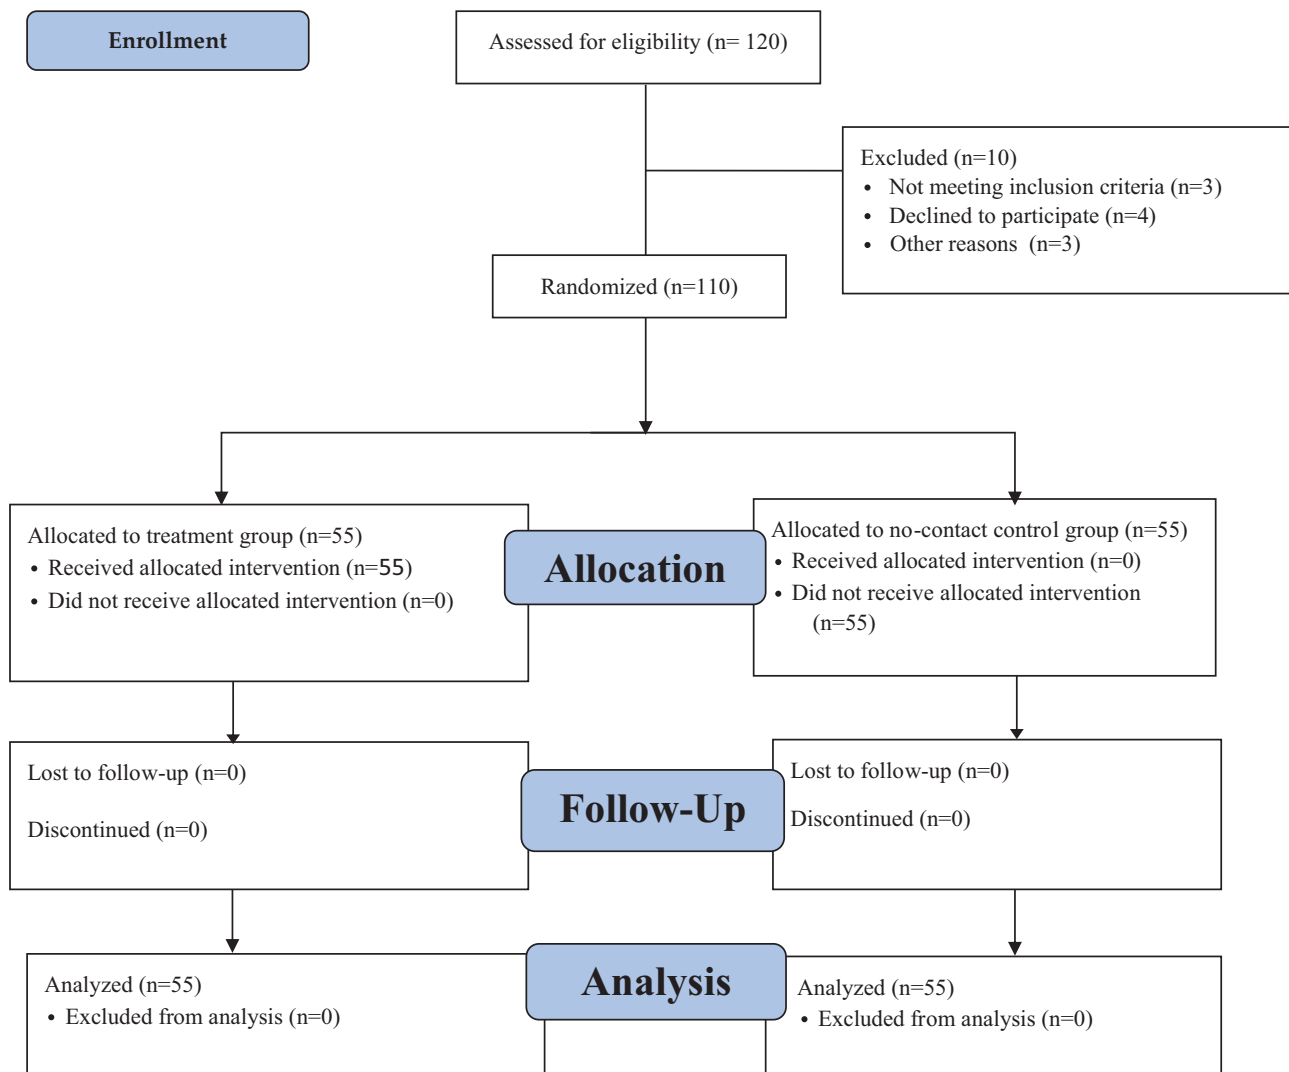 Enrollment
Assessed for eligibility (n= 120)
Excluded (n=10)
• Not meeting inclusion criteria (n=3)
• Declined to participate (n=4)
• Other reasons (n=3)
Randomized (n=110)
Allocated to treatment group (n=55)
• Received allocated intervention (n=55)
• Did not receive allocated intervention (n=0)
Allocation
Allocated to no-contact control group (n=55)
• Received allocated intervention (n=0)
• Did not receive allocated intervention
(n=55)
Lost to follow-up (n=0)
Discontinued (n=0)
Follow-Up
Lost to follow-up (n=0)
Discontinued (n=0)
Analyzed (n=55)
• Excluded from analysis (n=0)
Analysis
Analyzed (n=55)
• Excluded from analysis (n=0)